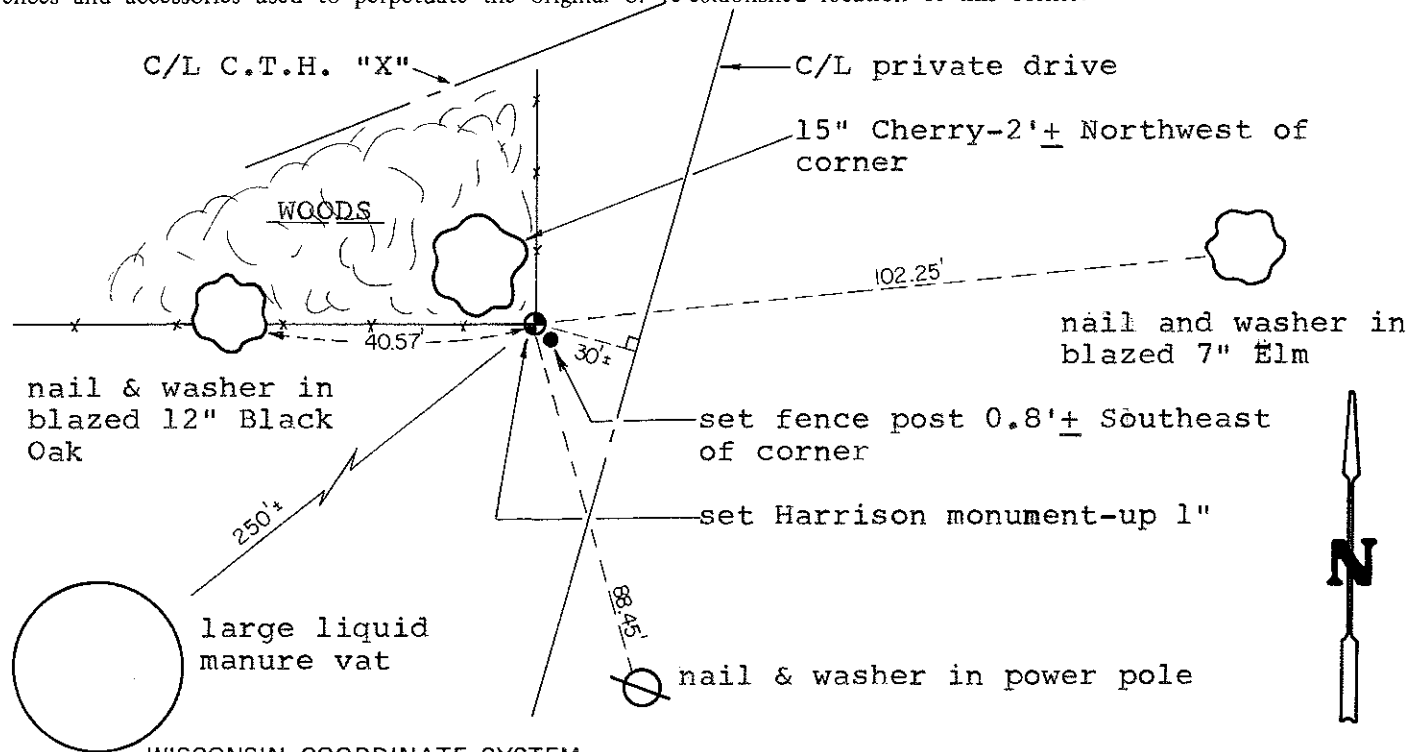 C/L C.T.H. "X"
C/L private drive
15" Cherry-2'± Northwest of
corner
WOODS
102.25'
40.57'
30'±
nail and washer in
blazed 7" Elm
nail & washer in
blazed 12" Black
Oak
set fence post 0.8'± Southeast
of corner
set Harrison monument-up 1"
250'±
N
88.45'
large liquid
manure vat
nail & washer in power pole
WISCONSIN COORDINATE SYSTEM